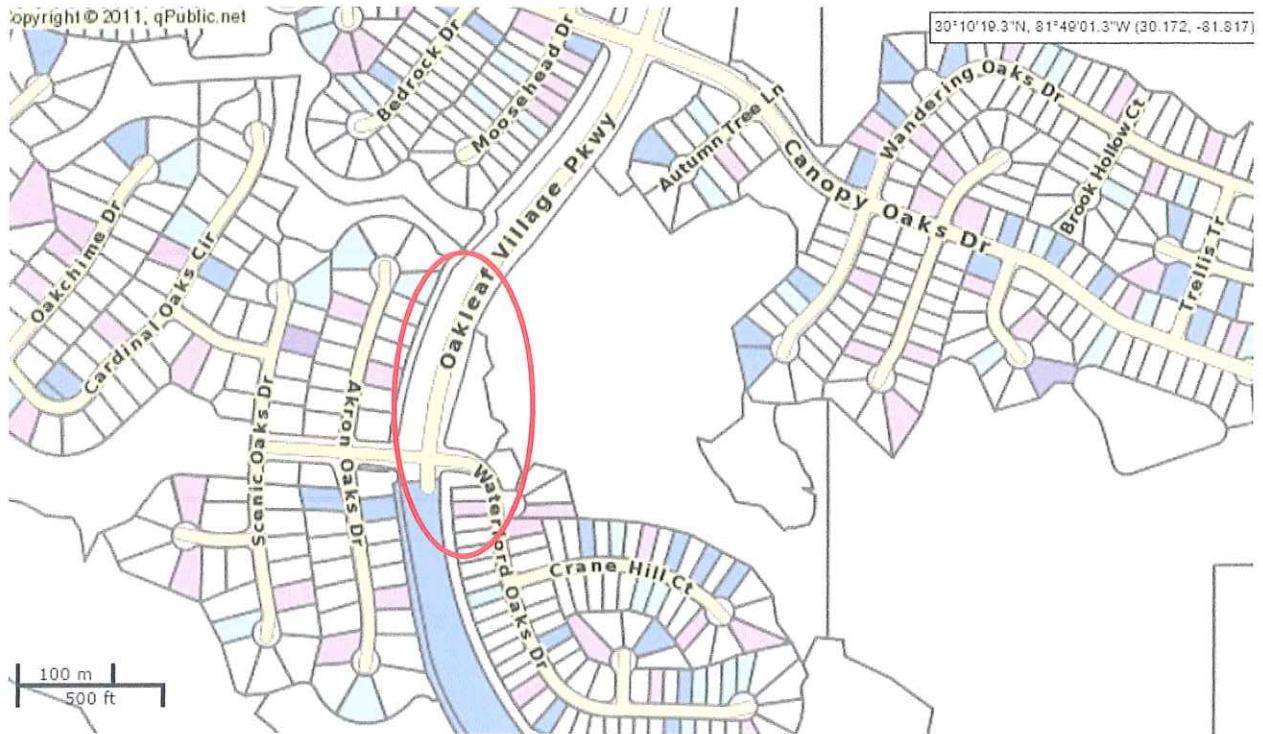 opyright © 2011, qPublic.net
30°10'19.3"N, 81°49'01.3"W (30.172, -81.817)
Bedrock Dr
Moosehead Dr
Oakleaf Village Pkwy
Autumn Tree Ln
Canopy Oaks Dr
Wandering Oaks Dr
Brook Hollow Ct
Trellis Tr
Oakchime Dr
Cardinal Oaks Cir
Scenic Oaks Dr
Akron Oaks Dr
Waterford Oaks Dr
Crane Hill Ct
100 m
500 ft